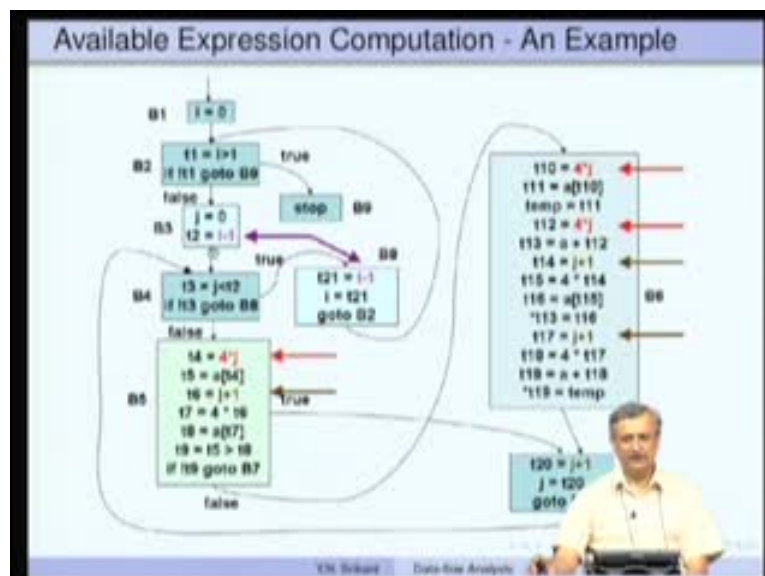 Available Expression Computation - An Example
B1
i = 0
B2
t1 = i>1
if !t1 goto B9
true
false
stop
B9
B3
j = 0
t2 = i-1
true
B8
t21 = i-1
i = t21
goto B2
B4
t3 = j<t2
if !t3 goto B8
false
B5
t4 = 4*j
t5 = a[t4]
t6 = j+1
t7 = 4 * t6
t8 = a[t7]
t9 = t5 > t8
if !t9 goto B7
true
false
t10 = 4*j
t11 = a[t10]
temp = t11
t12 = 4*j
t13 = a + t12
t14 = j+1
t15 = 4 * t14
t16 = a[t15]
*t13 = t16
t17 = j+1
t18 = 4 * t17
t19 = a + t18
*t19 = temp
B6
t20 = j+1
j = t20
goto
Y.N. Srikant
Data-flow Analysis